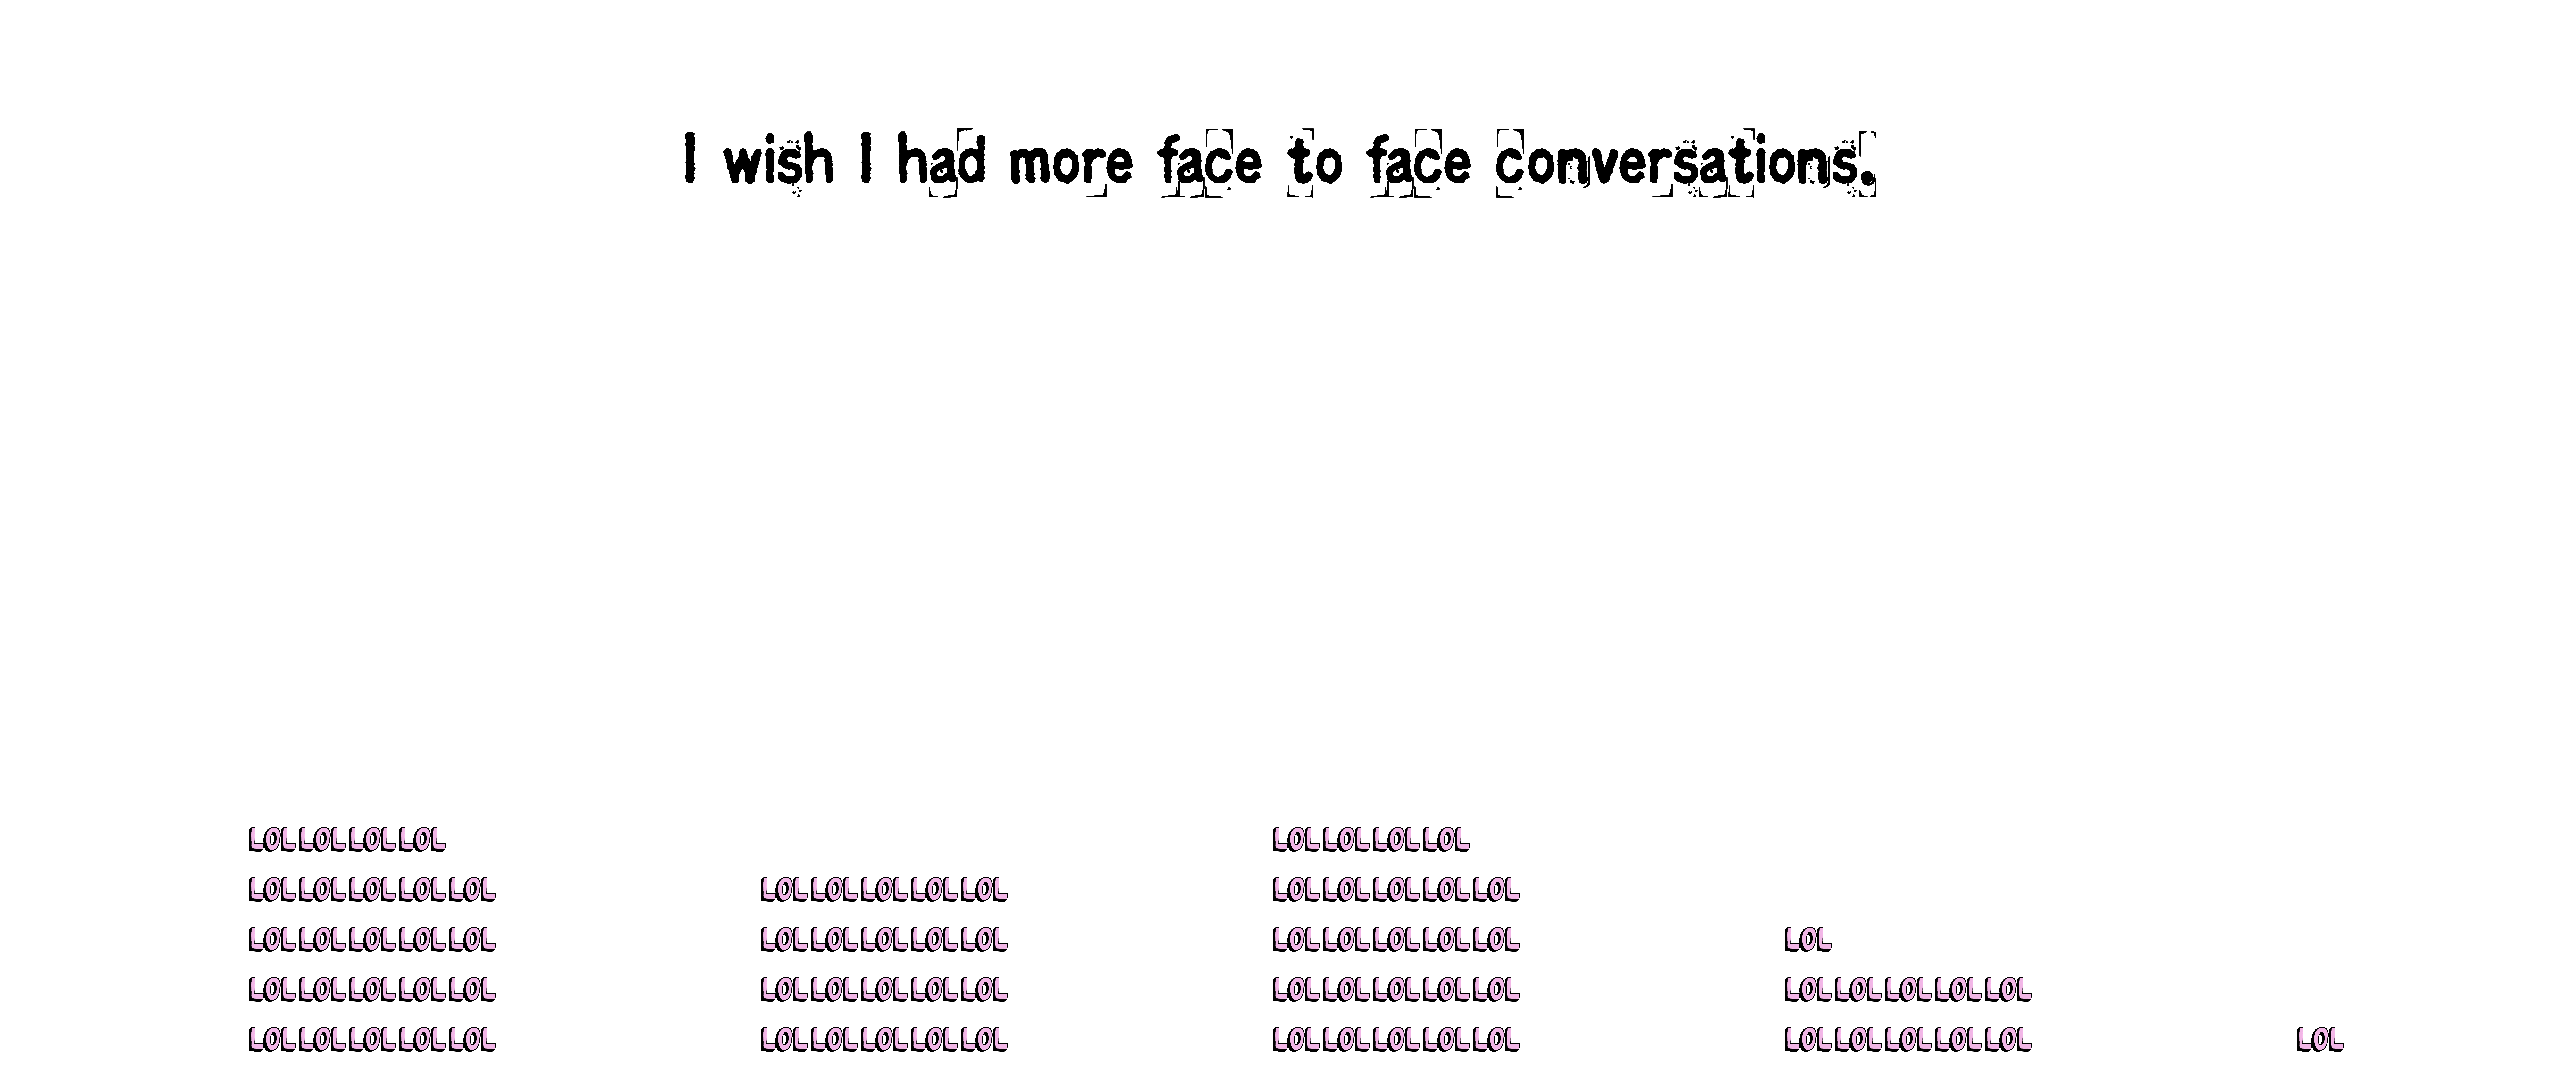 I wish I had more face to face conversations.
LOLLOLLOLLOL LOLLOLLOLLOL
LOLLOLLOLLOLLOL LOLLOLLOLLOLLOL LOLLOLLOLLOLLOL
LOLLOLLOLLOLLOL LOLLOLLOLLOLLOL LOLLOLLOLLOLLOL LOL
LOLLOLLOLLOLLOL LOLLOLLOLLOLLOL LOLLOLLOLLOLLOL LOLLOLLOLLOLLOL
LOLLOLLOLLOLLOL LOLLOLLOLLOLLOL LOLLOLLOLLOLLOL LOLLOLLOLLOLLOL LOL